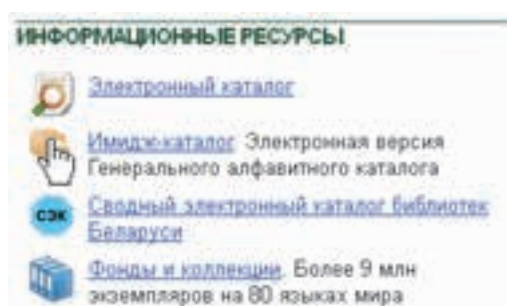 ИНФОРМАЦИОННЫЕ РЕСУРСЫ
Электронный каталог
Имидж-каталог Электронная версия
Генерального алфавитного каталога
СЭК
Сводный электронный каталог библиотек
Беларуси
Фонды и коллекции. Более 9 млн
экземпляров на 80 языках мира